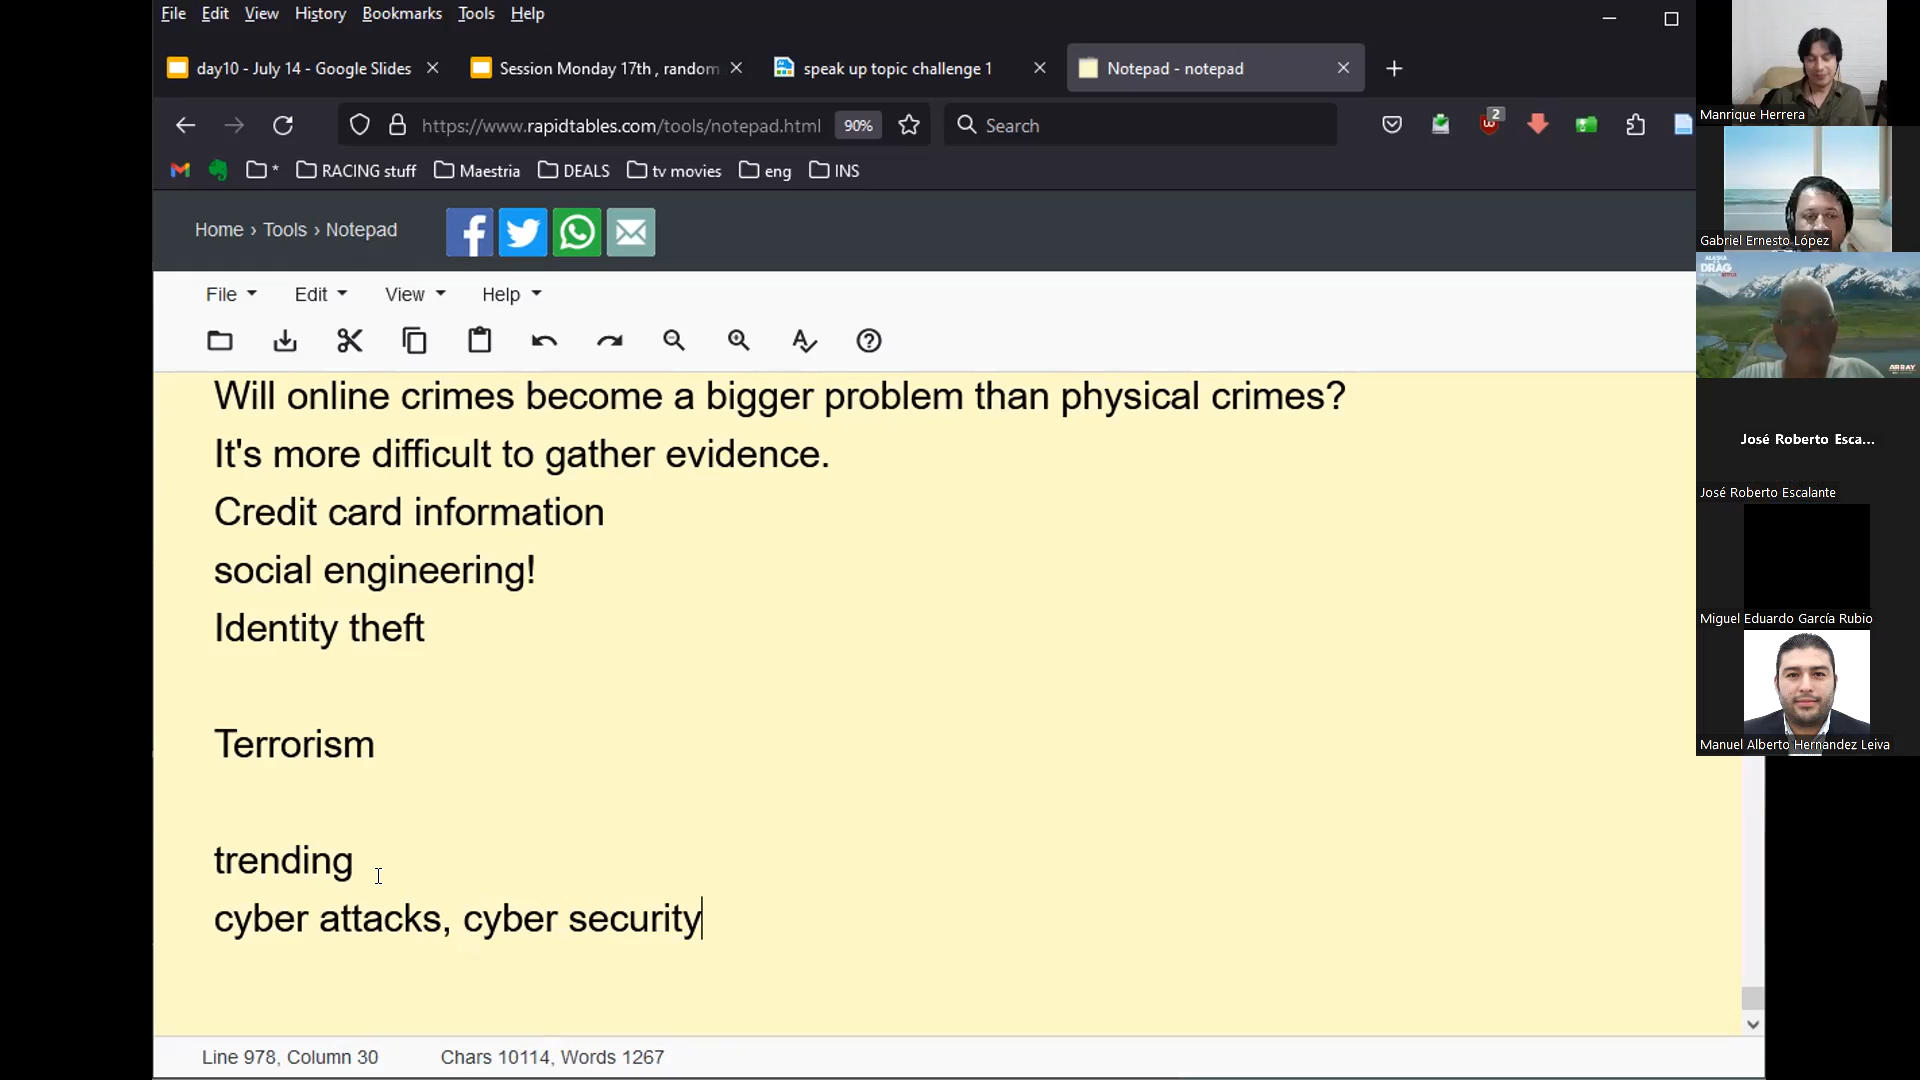 File Edit View History Bookmarks Tools Help
day10 - July 14 - Google Slides
Session Monday 17th , random
speak up topic challenge 1
Notepad - notepad
https://www.rapidtables.com/tools/notepad.html
90%
Search
2
* RACING stuff Maestria DEALS tv movies eng INS
Home › Tools › Notepad
File Edit View Help
Will online crimes become a bigger problem than physical crimes?
It's more difficult to gather evidence.
Credit card information
social engineering!
Identity theft
Terrorism
trending
cyber attacks, cyber security
Line 978, Column 30 Chars 10114, Words 1267
Manrique Herrera
Gabriel Ernesto López
ALASKA
DRAG
ARRAY
José Roberto Esca...
José Roberto Escalante
Miguel Eduardo García Rubio
Manuel Alberto Hernandez Leiva